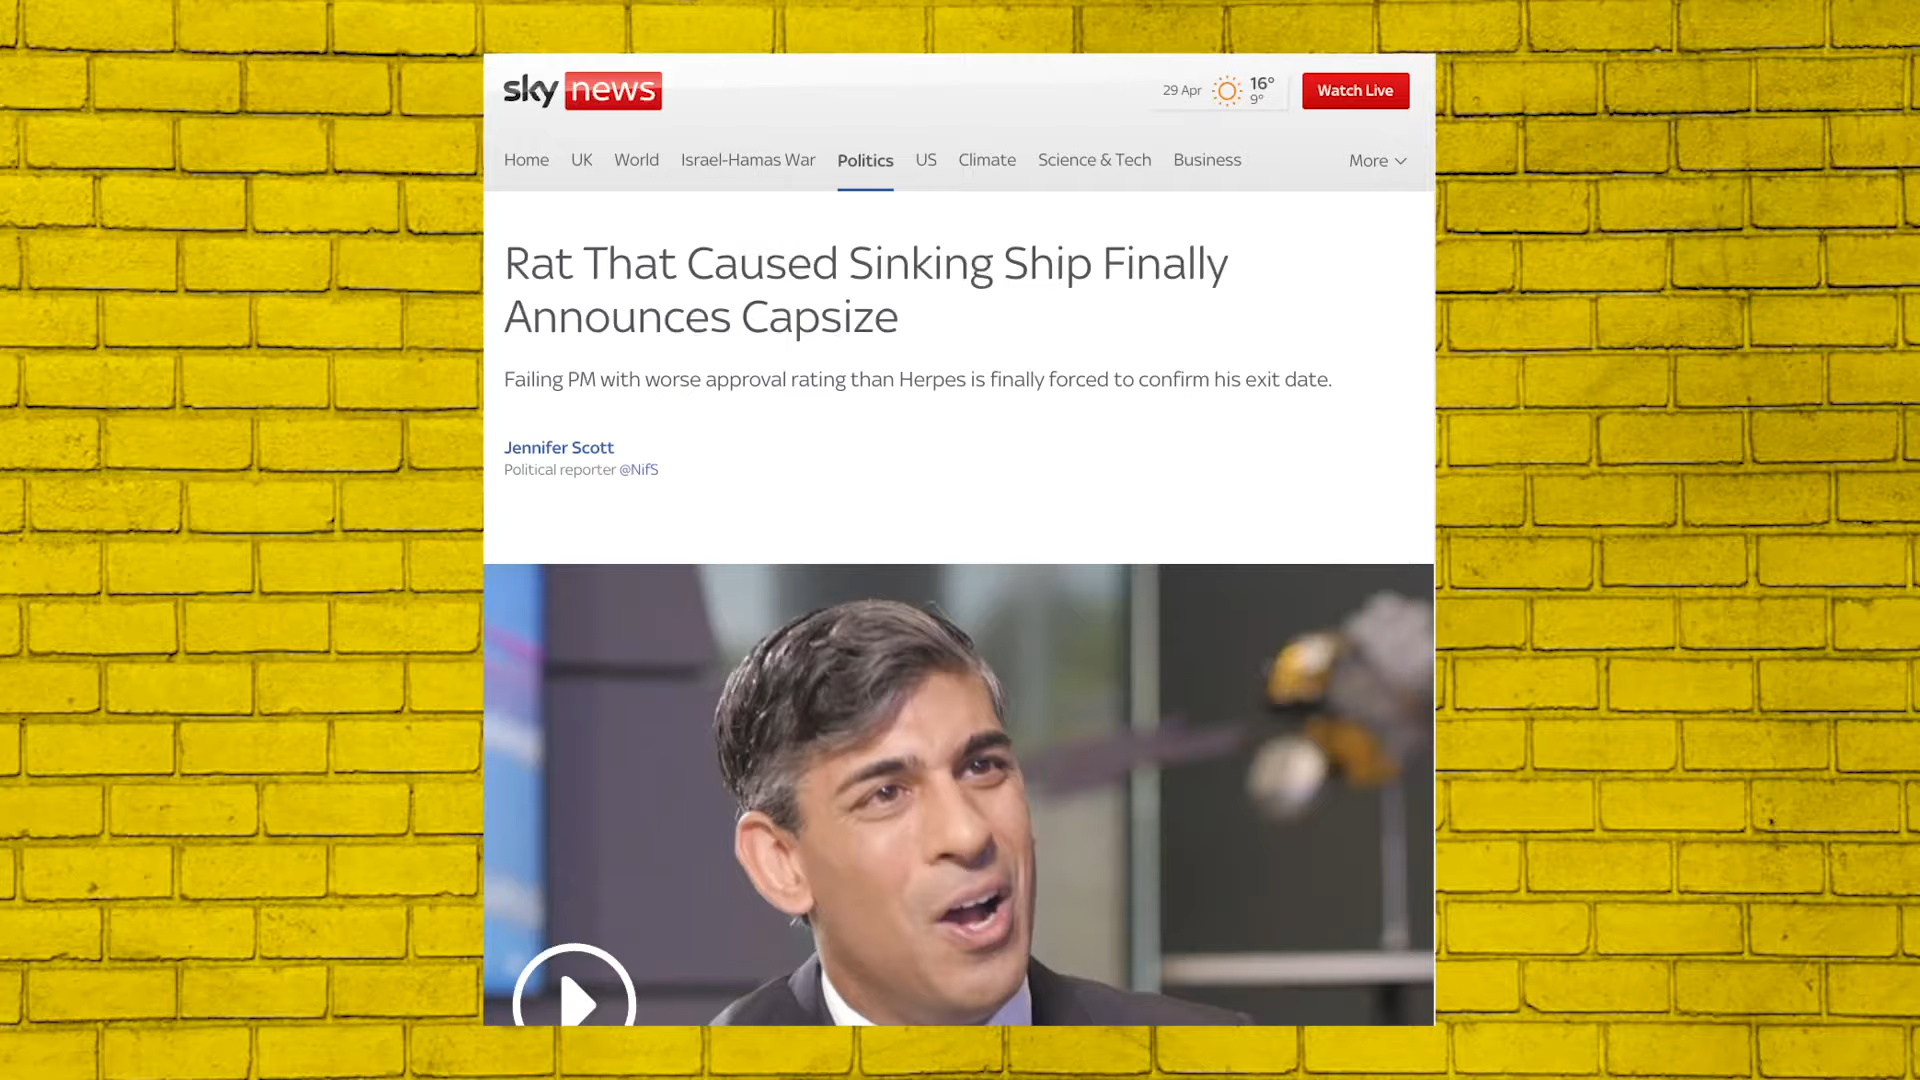 sky news
29 Apr 16° 9° Watch Live
Home UK World Israel-Hamas War Politics US Climate Science & Tech Business More
Rat That Caused Sinking Ship Finally
Announces Capsize
Failing PM with worse approval rating than Herpes is finally forced to confirm his exit date.
Jennifer Scott
Political reporter @NifS